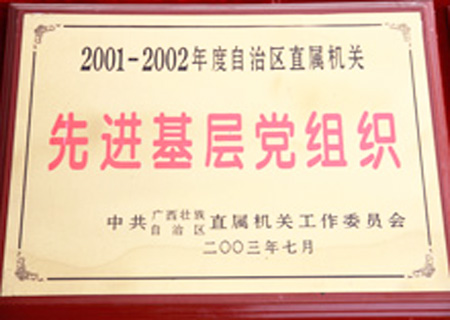 2001-2002年度自治区直属机关
先进基层党组织
中共广西壮族自治区直属机关工作委员会
二〇〇三年七月